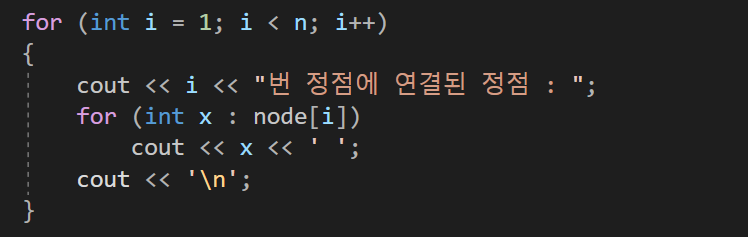 for (int i = 1; i < n; i++)
{
    cout << i << "번 정점에 연결된 정점 : ";
    for (int x : node[i])
        cout << x << ' ';
    cout << '\n';
}